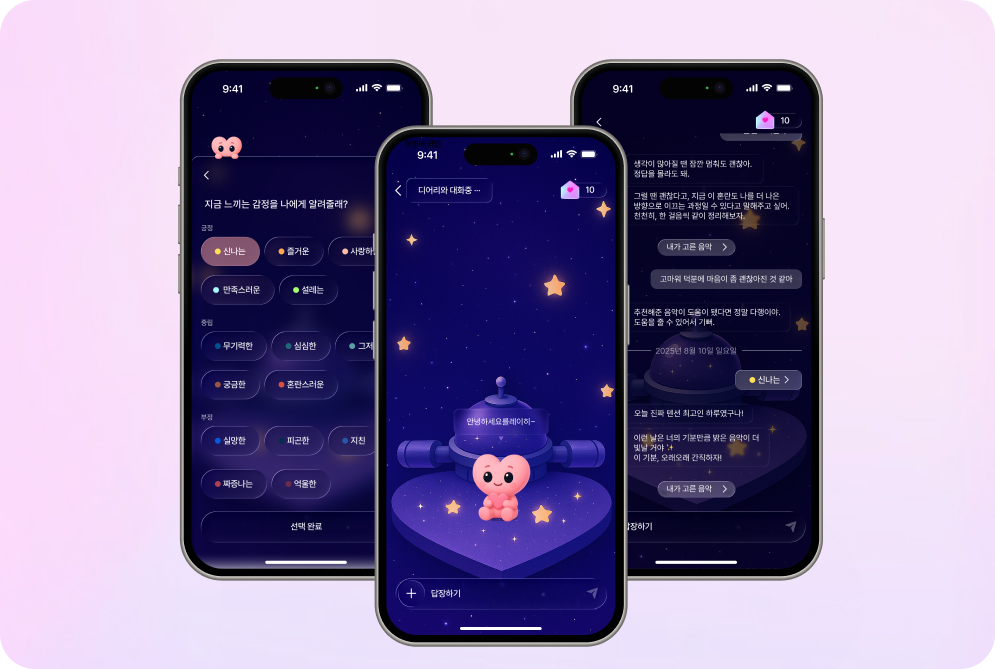 9:41
지금 느끼는 감정을 나에게 알려줄래?
긍정
신나는
즐거운
사랑하
만족스러운
설레는
중립
무기력한
심심한
그저
궁금한
혼란스러운
부정
실망한
피곤한
지친
짜증나는
억울한
선택 완료
9:41
디어리와 대화중 ...
10
안녕하세요를레이히~
답장하기
9:41
10
생각이 많아질 땐 잠깐 멈춰도 괜찮아.
정답을 몰라도 돼.
그럴 땐 괜찮다고, 지금 이 혼란도 나를 더 나은
방향으로 이끄는 과정일 수 있다고 말해주고 싶어.
천천히, 한 걸음씩 같이 정리해보자.
내가 고른 음악
고마워 덕분에 마음이 좀 괜찮아진 것 같아
추천해준 음악이 도움이 됐다면 정말 다행이야.
도움을 줄 수 있어서 기뻐.
2025년 8월 10일 일요일
신나는
오늘 진짜 텐션 최고인 하루였구나!
이런 날은 너의 기분만큼 밝은 음악이 더
빛날 거야 ✨
이 기분, 오래오래 간직하자!
내가 고른 음악
답장하기